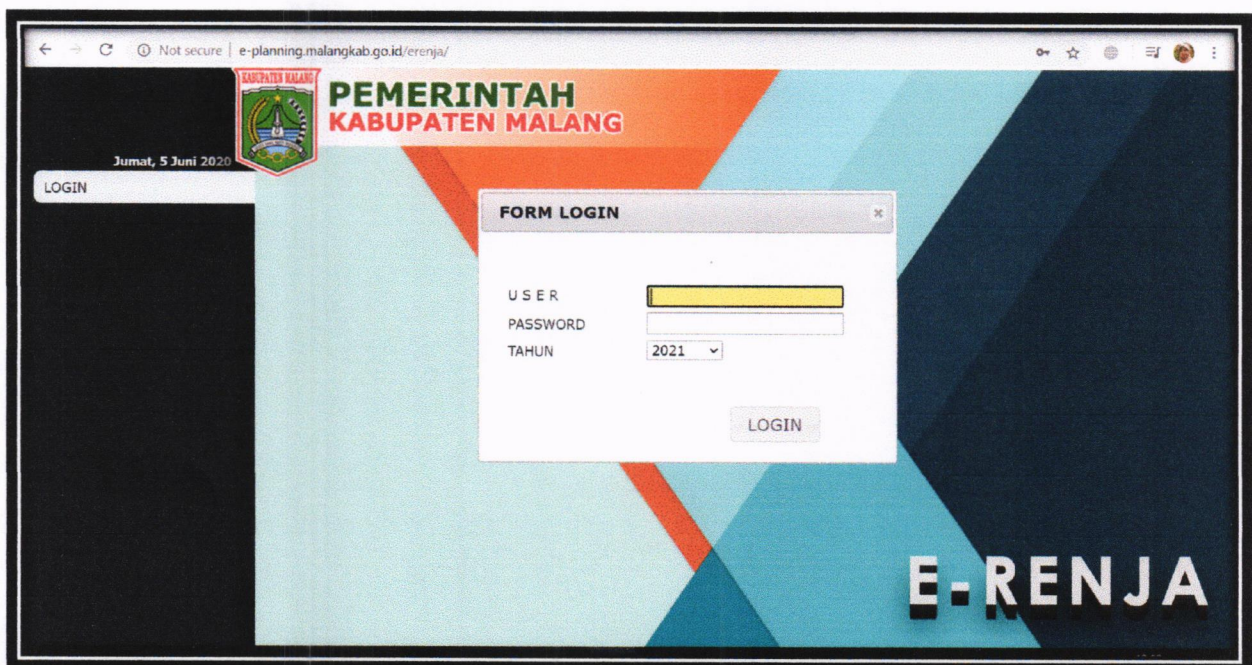 Not secure | e-planning.malangkab.go.id/erenja/
KABUPATEN MALANG
PEMERINTAH
KABUPATEN MALANG
Jumat, 5 Juni 2020
LOGIN
FORM LOGIN
U S E R
PASSWORD
TAHUN
2021
LOGIN
E-RENJA